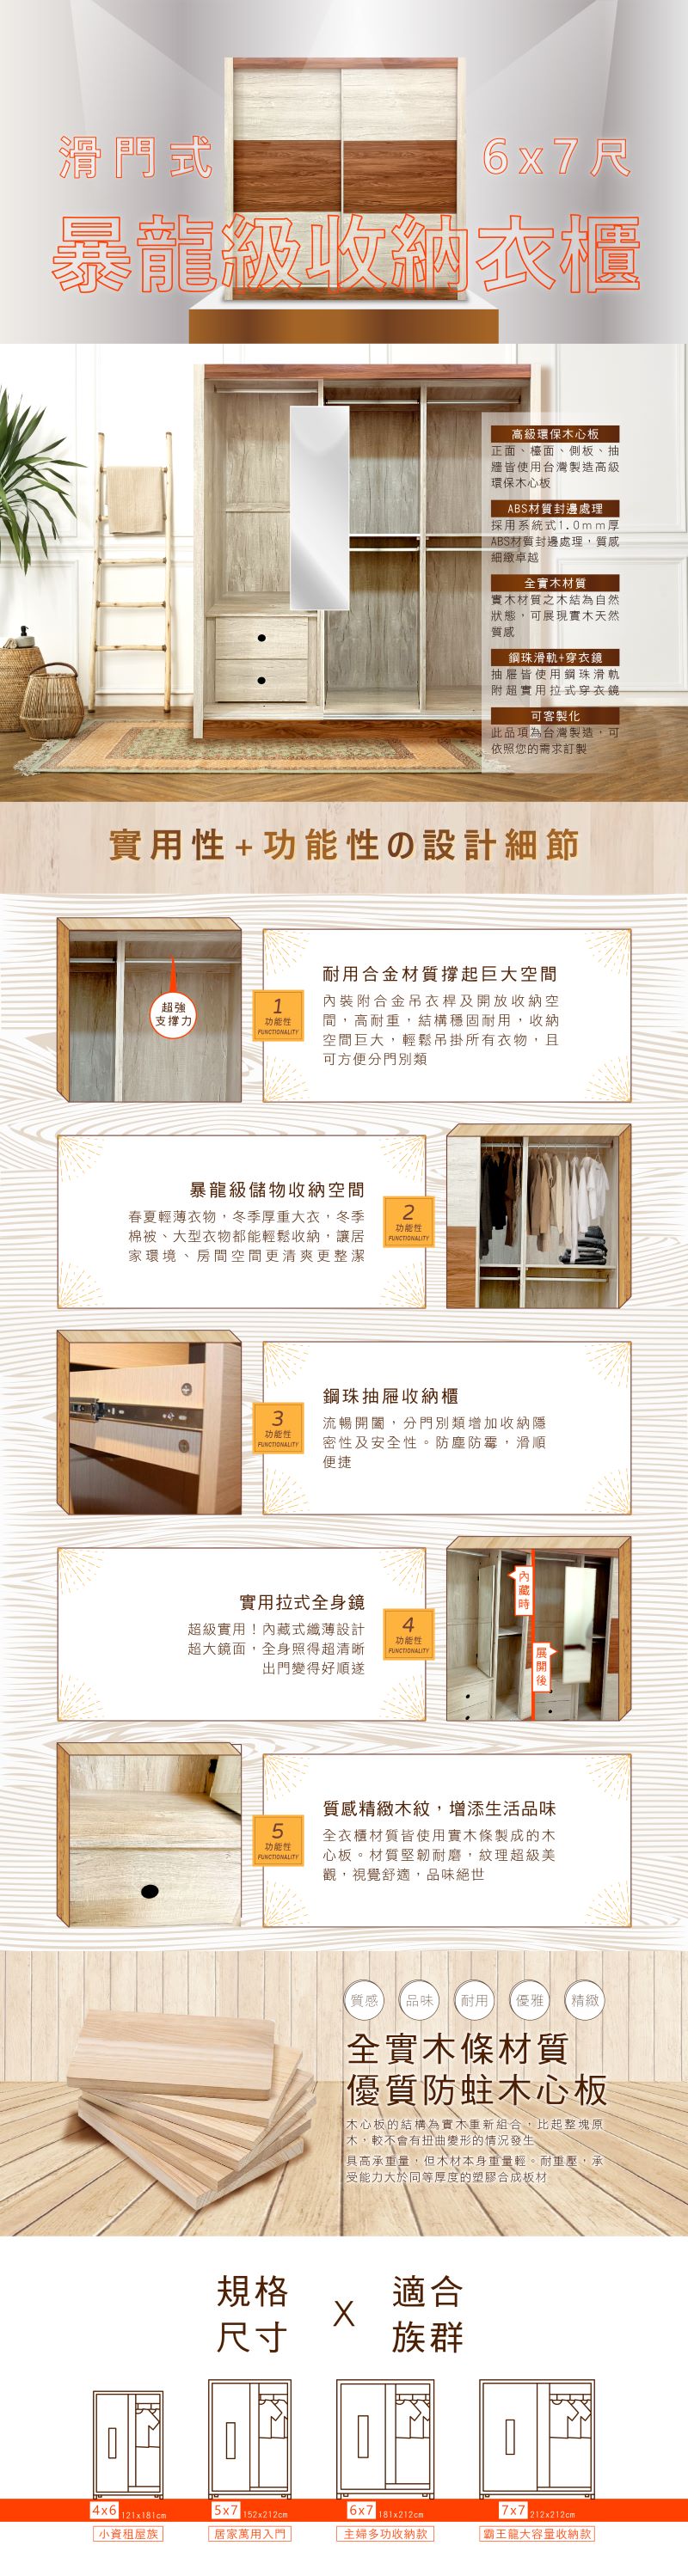 滑門式
6x7尺
暴龍級收納衣櫃
高級環保木心板
正面、檯面、側板、抽
牆皆使用台灣製造高級
環保木心板
ABS材質封邊處理
採用系統式1.0mm厚
ABS材質封邊處理，質感
細緻卓越
全實木材質
實木材質之木結為自然
狀態，可展現實木天然
質感
鋼珠滑軌+穿衣鏡
抽屜皆使用鋼珠滑軌
附超實用拉式穿衣鏡
可客製化
此品項為台灣製造，可
依照您的需求訂製
實用性+功能性の設計細節
超強
支撐力
1
功能性
FUNCTIONALITY
耐用合金材質撐起巨大空間
內裝附合金吊衣桿及開放收納空
間，高耐重，結構穩固耐用，收納
空間巨大，輕鬆吊掛所有衣物，且
可方便分門別類
暴龍級儲物收納空間
春夏輕薄衣物，冬季厚重大衣，冬季
棉被、大型衣物都能輕鬆收納，讓居
家環境、房間空間更清爽更整潔
2
功能性
FUNCTIONALITY
3
功能性
FUNCTIONALITY
鋼珠抽屜收納櫃
流暢開闔，分門別類增加收納隱
密性及安全性。防塵防霉，滑順
便捷
實用拉式全身鏡
超級實用！內藏式纖薄設計
超大鏡面，全身照得超清晰
出門變得好順遂
4
功能性
FUNCTIONALITY
內藏時
展開後
5
功能性
FUNCTIONALITY
質感精緻木紋，增添生活品味
全衣櫃材質皆使用實木條製成的木
心板。材質堅韌耐磨，紋理超級美
觀，視覺舒適，品味絕世
質感 品味 耐用 優雅 精緻
全實木條材質
優質防蛀木心板
木心板的結構為實木重新組合，比起整塊原
木，較不會有扭曲變形的情況發生
具高承重量，但木材本身重量輕。耐重壓，承
受能力大於同等厚度的塑膠合成板材
規格
尺寸
X
適合
族群
4x6 121x181cm
5x7 152x212cm
6x7 181x212cm
7x7 212x212cm
小資租屋族
居家萬用入門
主婦多功收納款
霸王龍大容量收納款